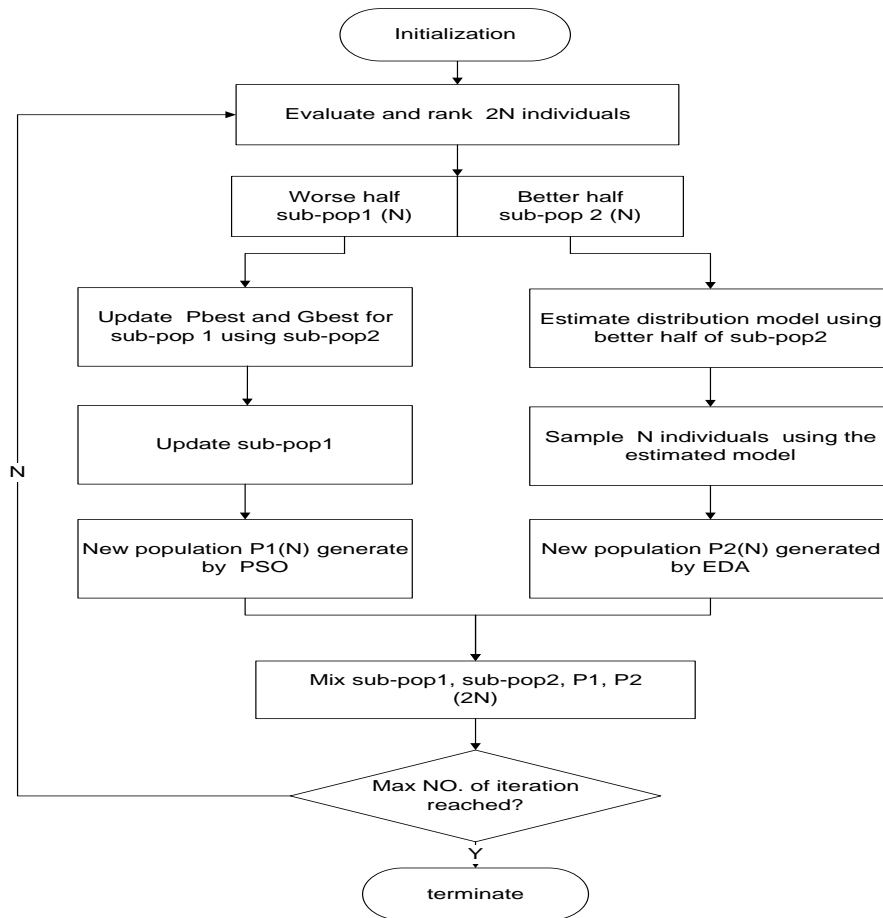 Initialization
Evaluate and rank 2N individuals
Worse half
sub-pop1 (N)
Better half
sub-pop 2 (N)
Update Pbest and Gbest for
sub-pop 1 using sub-pop2
Estimate distribution model using
better half of sub-pop2
Update sub-pop1
Sample N individuals using the
estimated model
N
New population P1(N) generate
by PSO
New population P2(N) generated
by EDA
Mix sub-pop1, sub-pop2, P1, P2
(2N)
Max NO. of iteration
reached?
Y
terminate